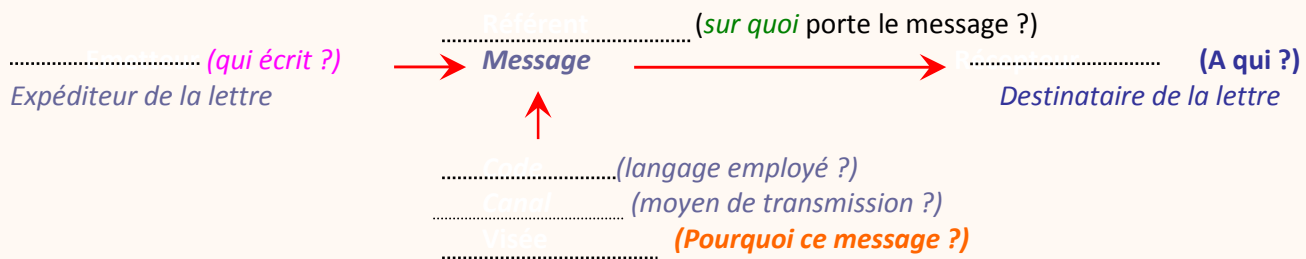 Référent (sur quoi porte le message ?)
(qui écrit ?) Message (A qui ?)
Expéditeur de la lettre Destinataire de la lettre
Code (langage employé ?)
Canal (moyen de transmission ?)
Visée (Pourquoi ce message ?)